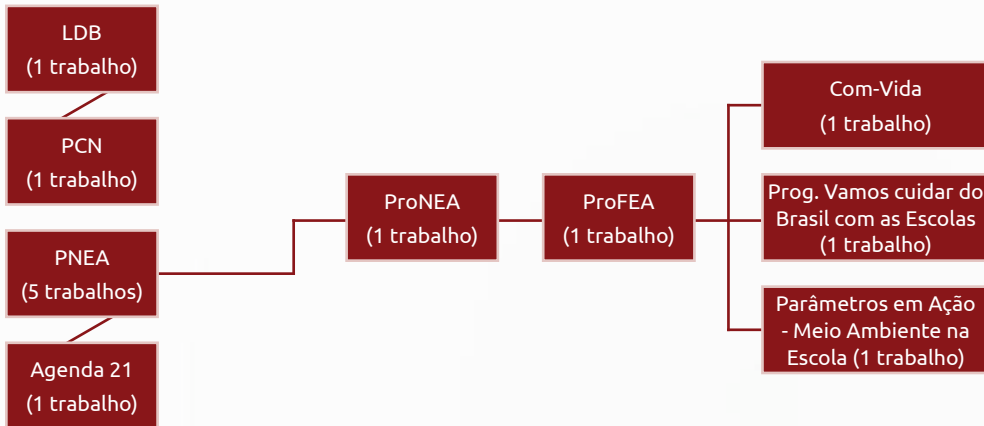 LDB
(1 trabalho)
PCN
(1 trabalho)
PNEA
(5 trabalhos)
Agenda 21
(1 trabalho)
ProNEA
(1 trabalho)
ProFEA
(1 trabalho)
Com-Vida
(1 trabalho)
Prog. Vamos cuidar do
Brasil com as Escolas
(1 trabalho)
Parâmetros em Ação
- Meio Ambiente na
Escola (1 trabalho)